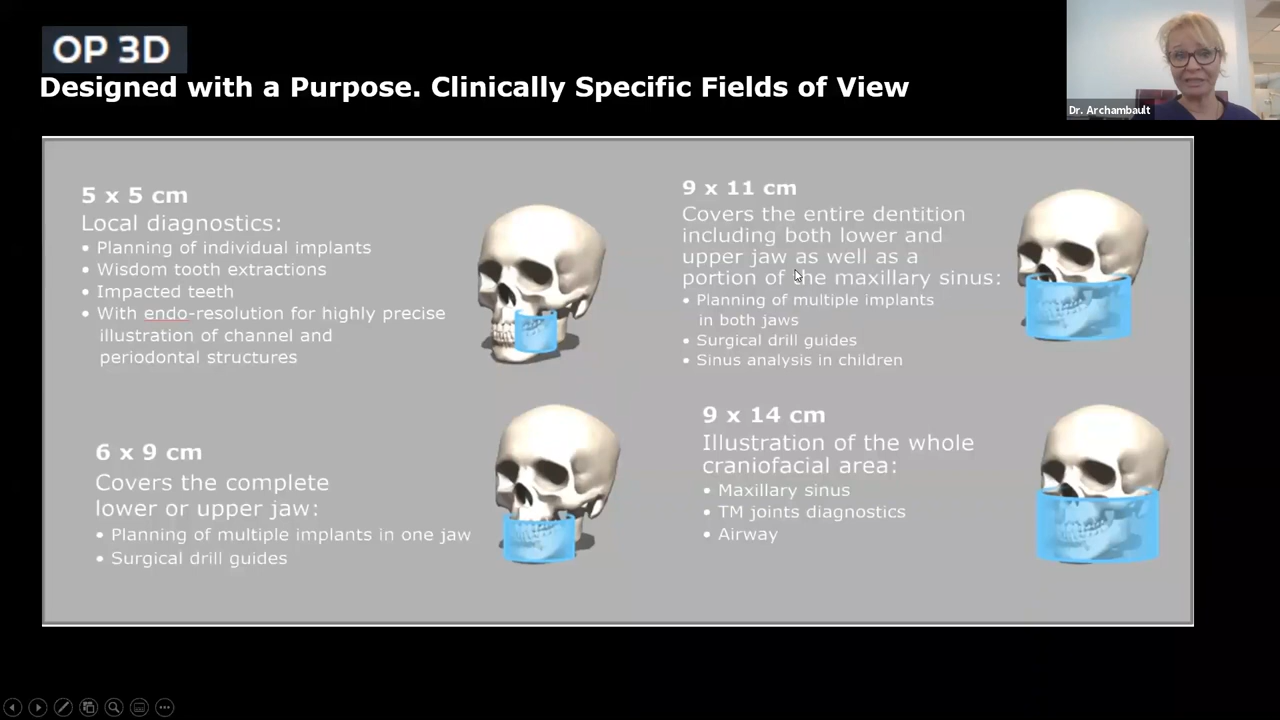 OP 3D
Designed with a Purpose. Clinically Specific Fields of View
Dr. Archambault
5 x 5 cm
Local diagnostics:
• Planning of individual implants
• Wisdom tooth extractions
• Impacted teeth
• With endo-resolution for highly precise
illustration of channel and
periodontal structures
6 x 9 cm
Covers the complete
lower or upper jaw:
• Planning of multiple implants in one jaw
• Surgical drill guides
9 x 11 cm
Covers the entire dentition
including both lower and
upper jaw as well as a
portion of the maxillary sinus:
• Planning of multiple implants
in both jaws
• Surgical drill guides
• Sinus analysis in children
9 x 14 cm
Illustration of the whole
craniofacial area:
• Maxillary sinus
• TM joints diagnostics
• Airway